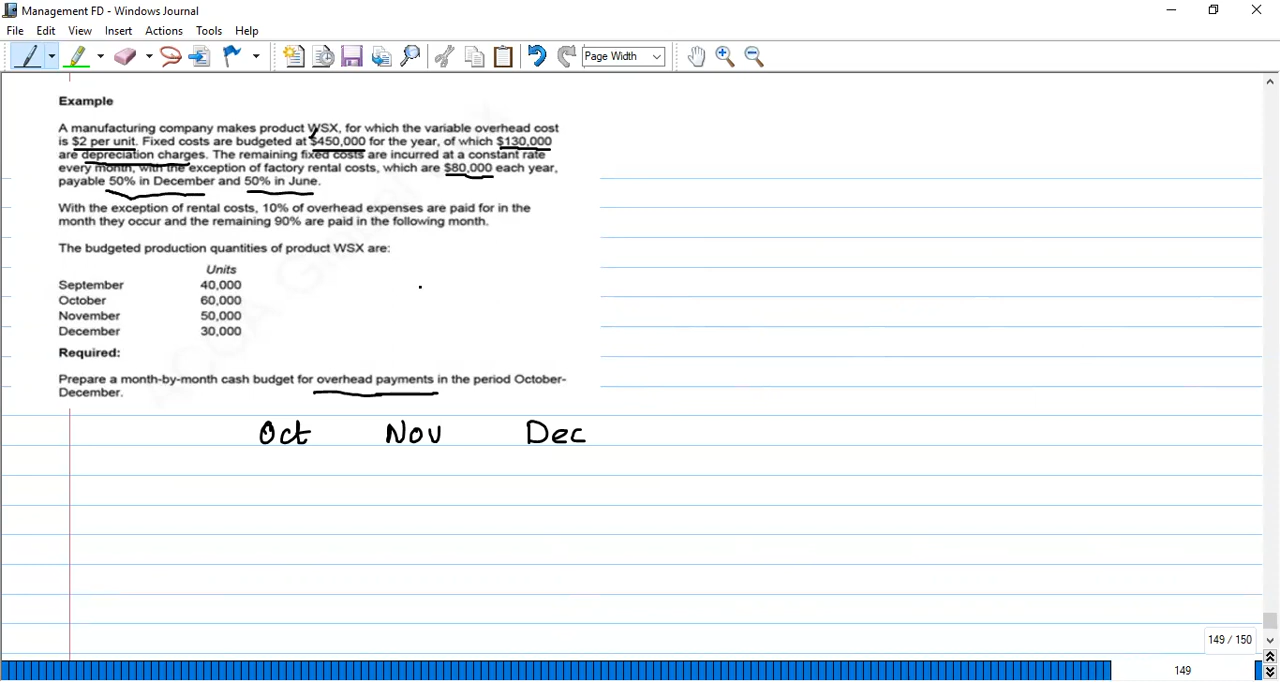 Management FD - Windows Journal
File Edit View Insert Actions Tools Help
Page Width
Example
A manufacturing company makes product WSX, for which the variable overhead cost
is $2 per unit. Fixed costs are budgeted at $450,000 for the year, of which $130,000
are depreciation charges. The remaining fixed costs are incurred at a constant rate
every month, with the exception of factory rental costs, which are $80,000 each year,
payable 50% in December and 50% in June.
With the exception of rental costs, 10% of overhead expenses are paid for in the
month they occur and the remaining 90% are paid in the following month.
The budgeted production quantities of product WSX are:
Units
September 40,000
October 60,000
November 50,000
December 30,000
Required:
Prepare a month-by-month cash budget for overhead payments in the period October-
December.
Oct Nov Dec
149 / 150
149